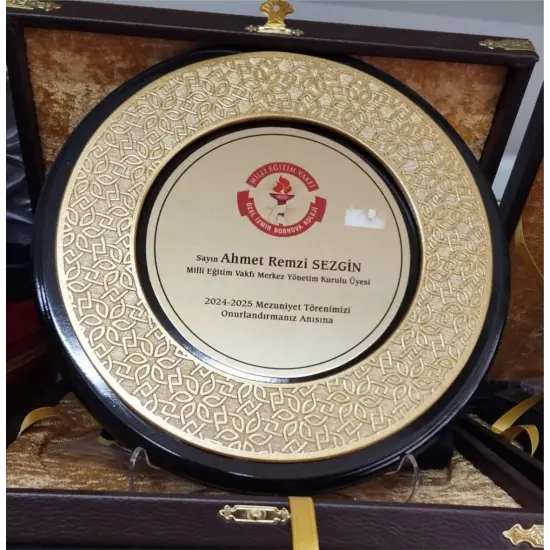 MİLLİ EĞİTİM VAKFI
ÖZEL İZMİR BORNOVA KOLEJİ
Sayın Ahmet Remzi SEZGİN
Milli Eğitim Vakfı Merkez Yönetim Kurulu Üyesi
2024-2025 Mezuniyet Törenimizi
Onurlandırmanız Anısına